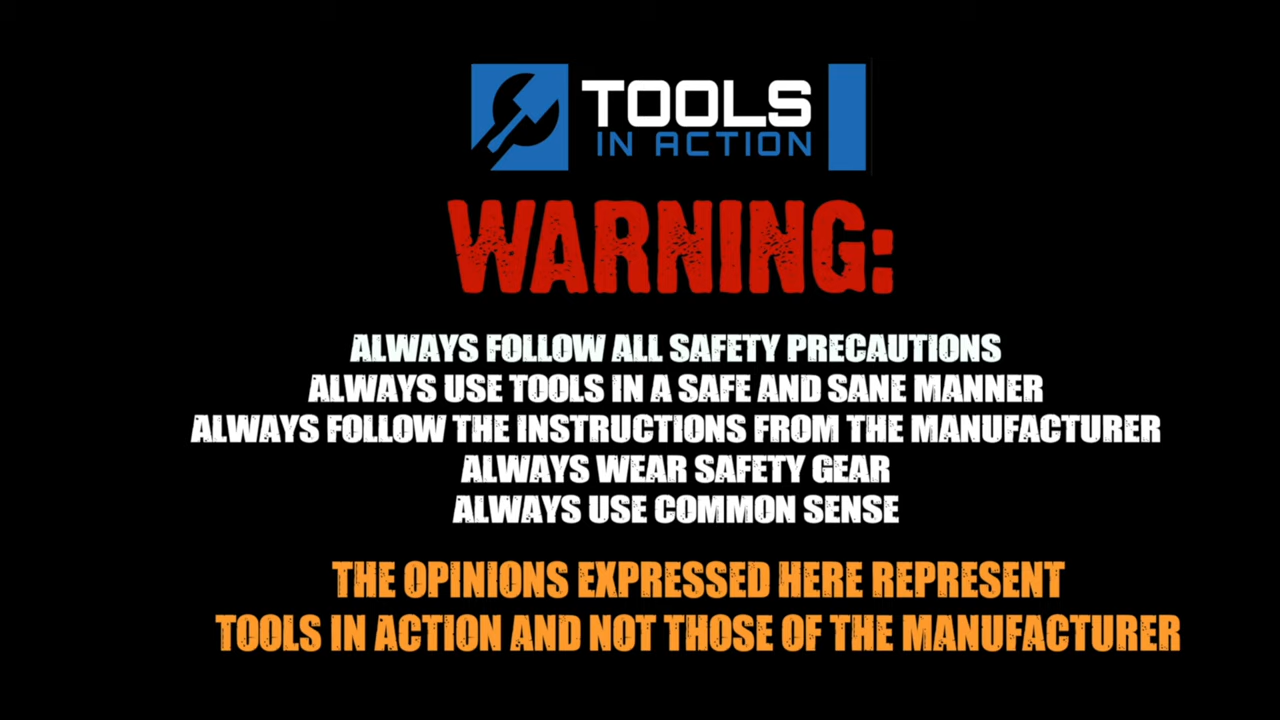 TOOLS
IN ACTION
WARNING:
ALWAYS FOLLOW ALL SAFETY PRECAUTIONS
ALWAYS USE TOOLS IN A SAFE AND SANE MANNER
ALWAYS FOLLOW THE INSTRUCTIONS FROM THE MANUFACTURER
ALWAYS WEAR SAFETY GEAR
ALWAYS USE COMMON SENSE
THE OPINIONS EXPRESSED HERE REPRESENT
TOOLS IN ACTION AND NOT THOSE OF THE MANUFACTURER